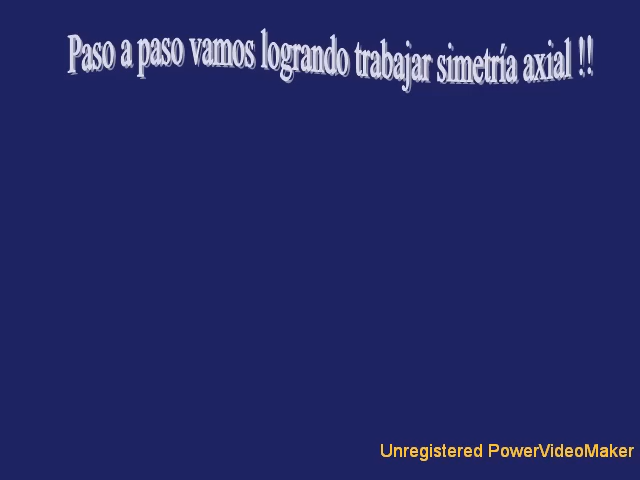 Paso a paso vamos logrando trabajar simetría axial !!
Unregistered PowerVideoMaker